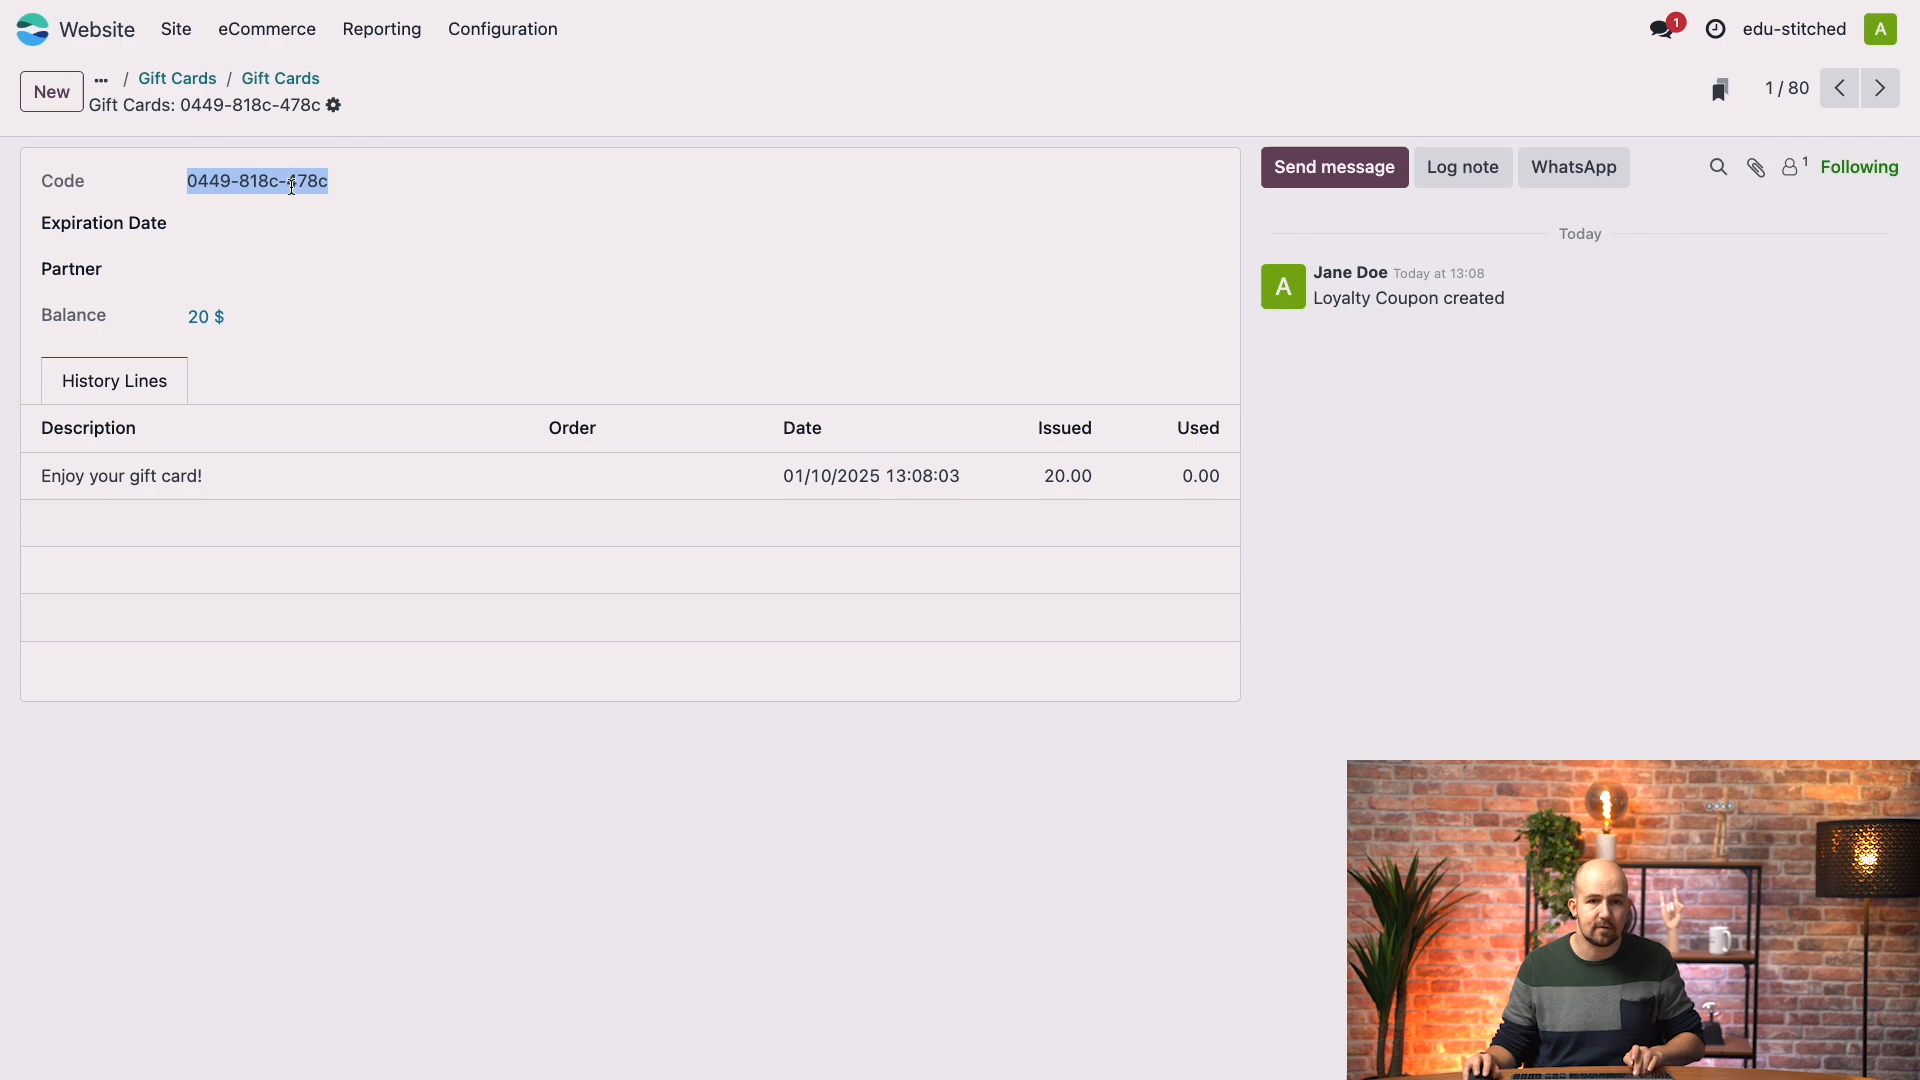 Website Site eCommerce Reporting Configuration 1 edu-stitched A
New ... / Gift Cards / Gift Cards 1 / 80
Gift Cards: 0449-818c-478c
Code 0449-818c-478c
Send message Log note WhatsApp 1 Following
Expiration Date
Today
Partner
Jane Doe Today at 13:08
A
Loyalty Coupon created
Balance 20 $
History Lines
Description Order Date Issued Used
Enjoy your gift card! 01/10/2025 13:08:03 20.00 0.00